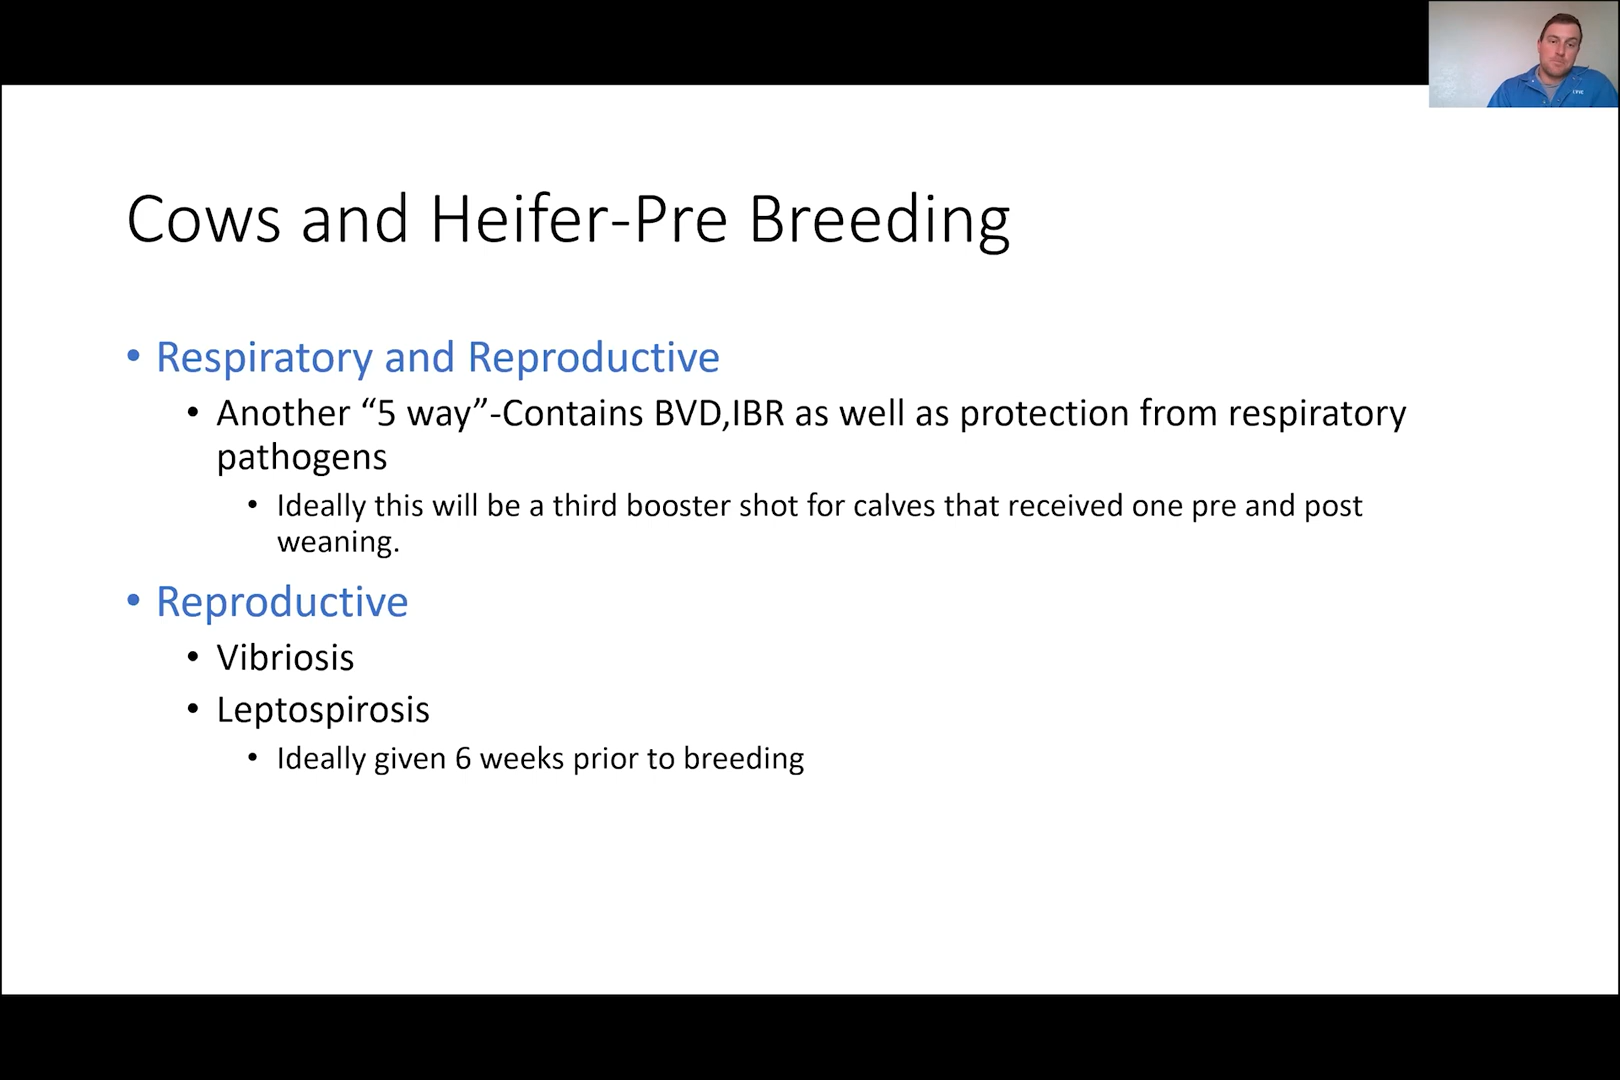 Cows and Heifer-Pre Breeding
• Respiratory and Reproductive
• Another “5 way”-Contains BVD,IBR as well as protection from respiratory
pathogens
• Ideally this will be a third booster shot for calves that received one pre and post
weaning.
• Reproductive
• Vibriosis
• Leptospirosis
• Ideally given 6 weeks prior to breeding